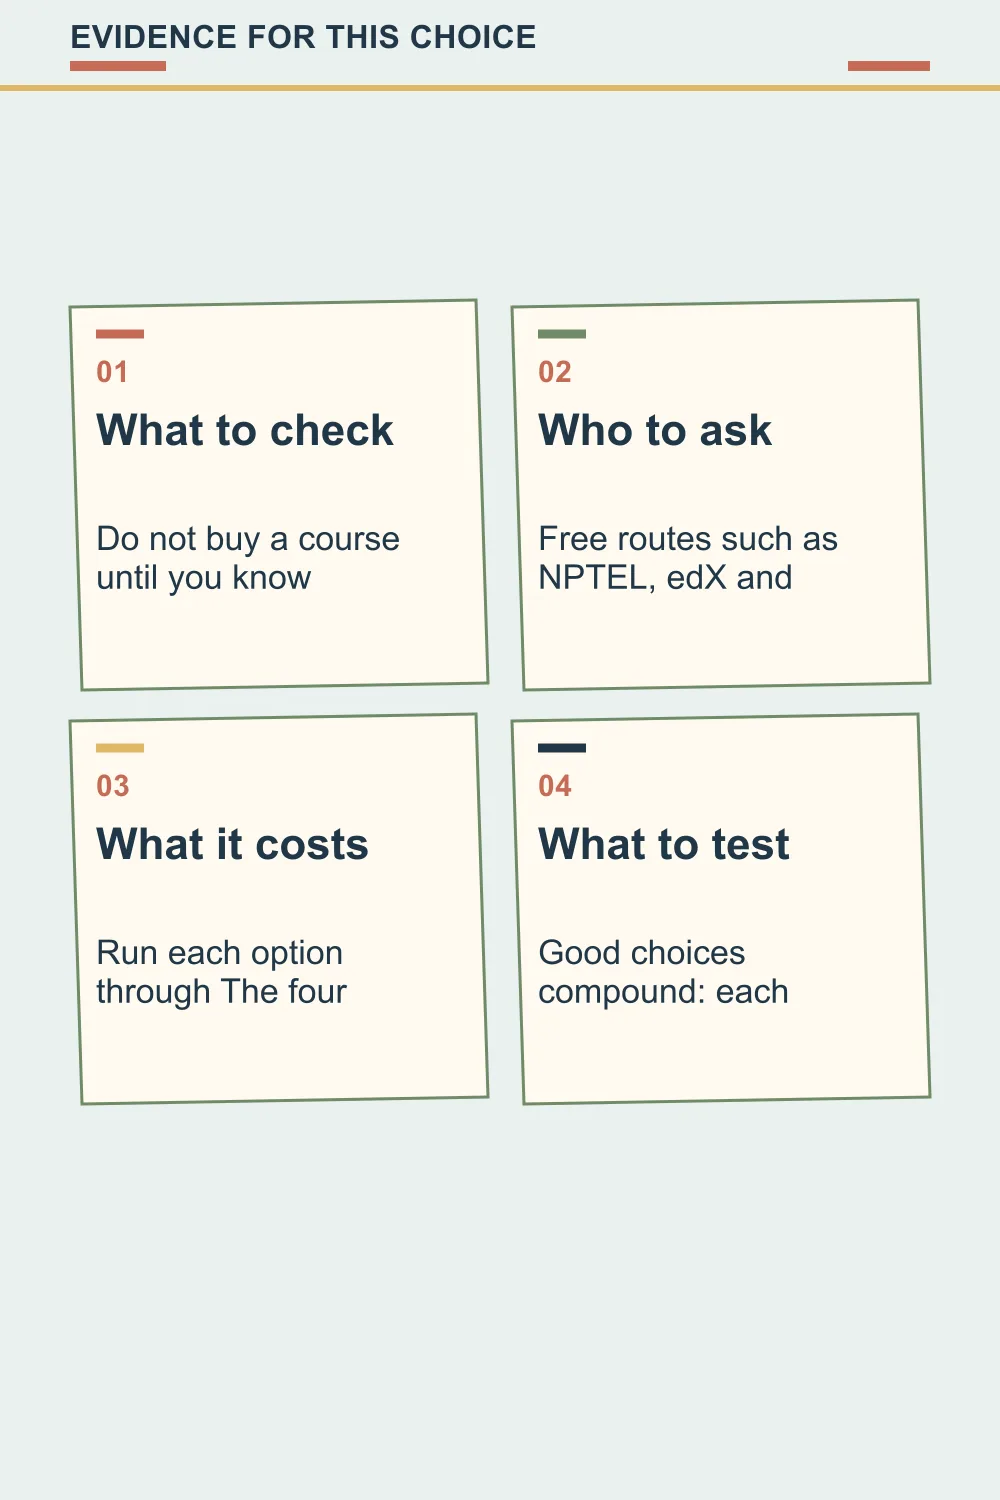 EVIDENCE FOR THIS CHOICE
01
What to check
Do not buy a course
until you know
02
Who to ask
Free routes such as
NPTEL, edX and
03
What it costs
Run each option
through The four
04
What to test
Good choices
compound: each